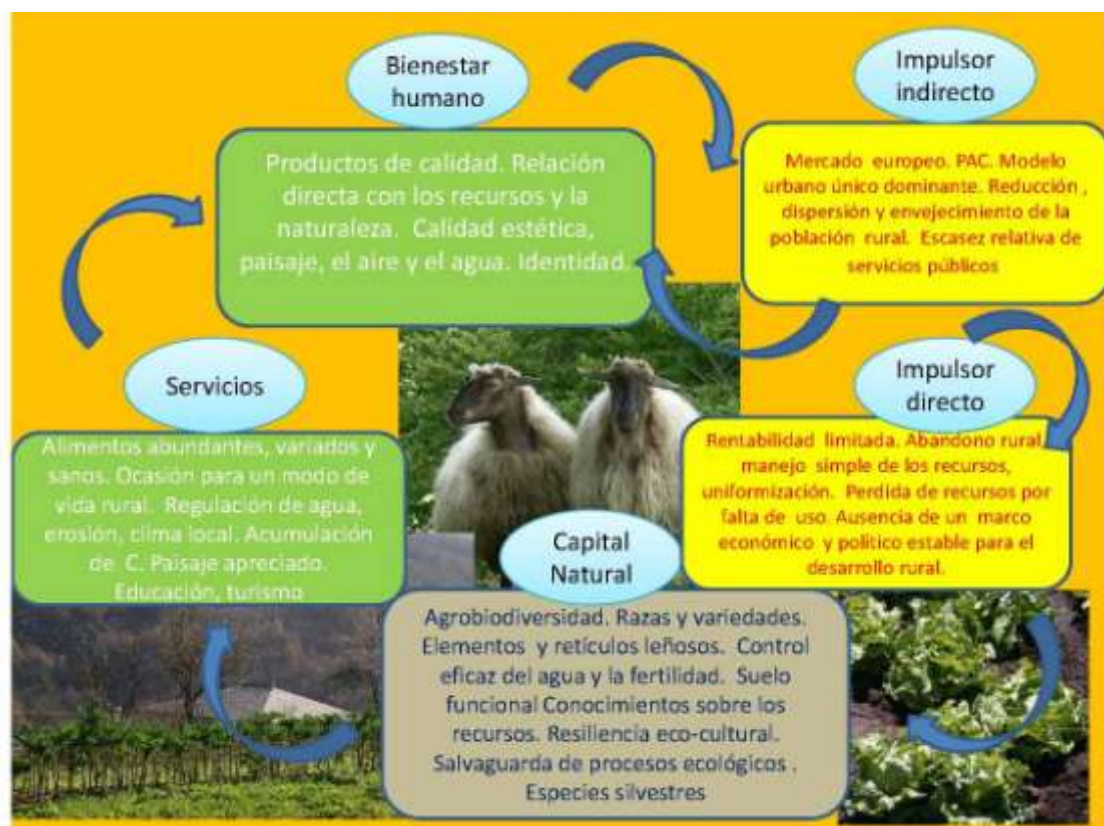 Bienestar
humano
Productos de calidad. Relación
directa con los recursos y la
naturaleza. Calidad estética,
paisaje, el aire y el agua. Identidad.
Impulsor
indirecto
Mercado europeo. PAC. Modelo
urbano único dominante. Reducción ,
dispersión y envejecimiento de la
población rural. Escasez relativa de
servicios públicos
Servicios
Alimentos abundantes, variados y
sanos. Ocasión para un modo de
vida rural. Regulación de agua,
erosión, clima local. Acumulación
de C. Paisaje apreciado.
Educación, turismo
Impulsor
directo
Rentabilidad limitada. Abandono rural,
manejo simple de los recursos,
uniformización. Perdida de recursos por
falta de uso. Ausencia de un marco
económico y político estable para el
desarrollo rural.
Capital
Natural
Agrobiodiversidad. Razas y variedades.
Elementos y retículos leñosos. Control
eficaz del agua y la fertilidad. Suelo
funcional Conocimientos sobre los
recursos. Resiliencia eco-cultural.
Salvaguarda de procesos ecológicos .
Especies silvestres